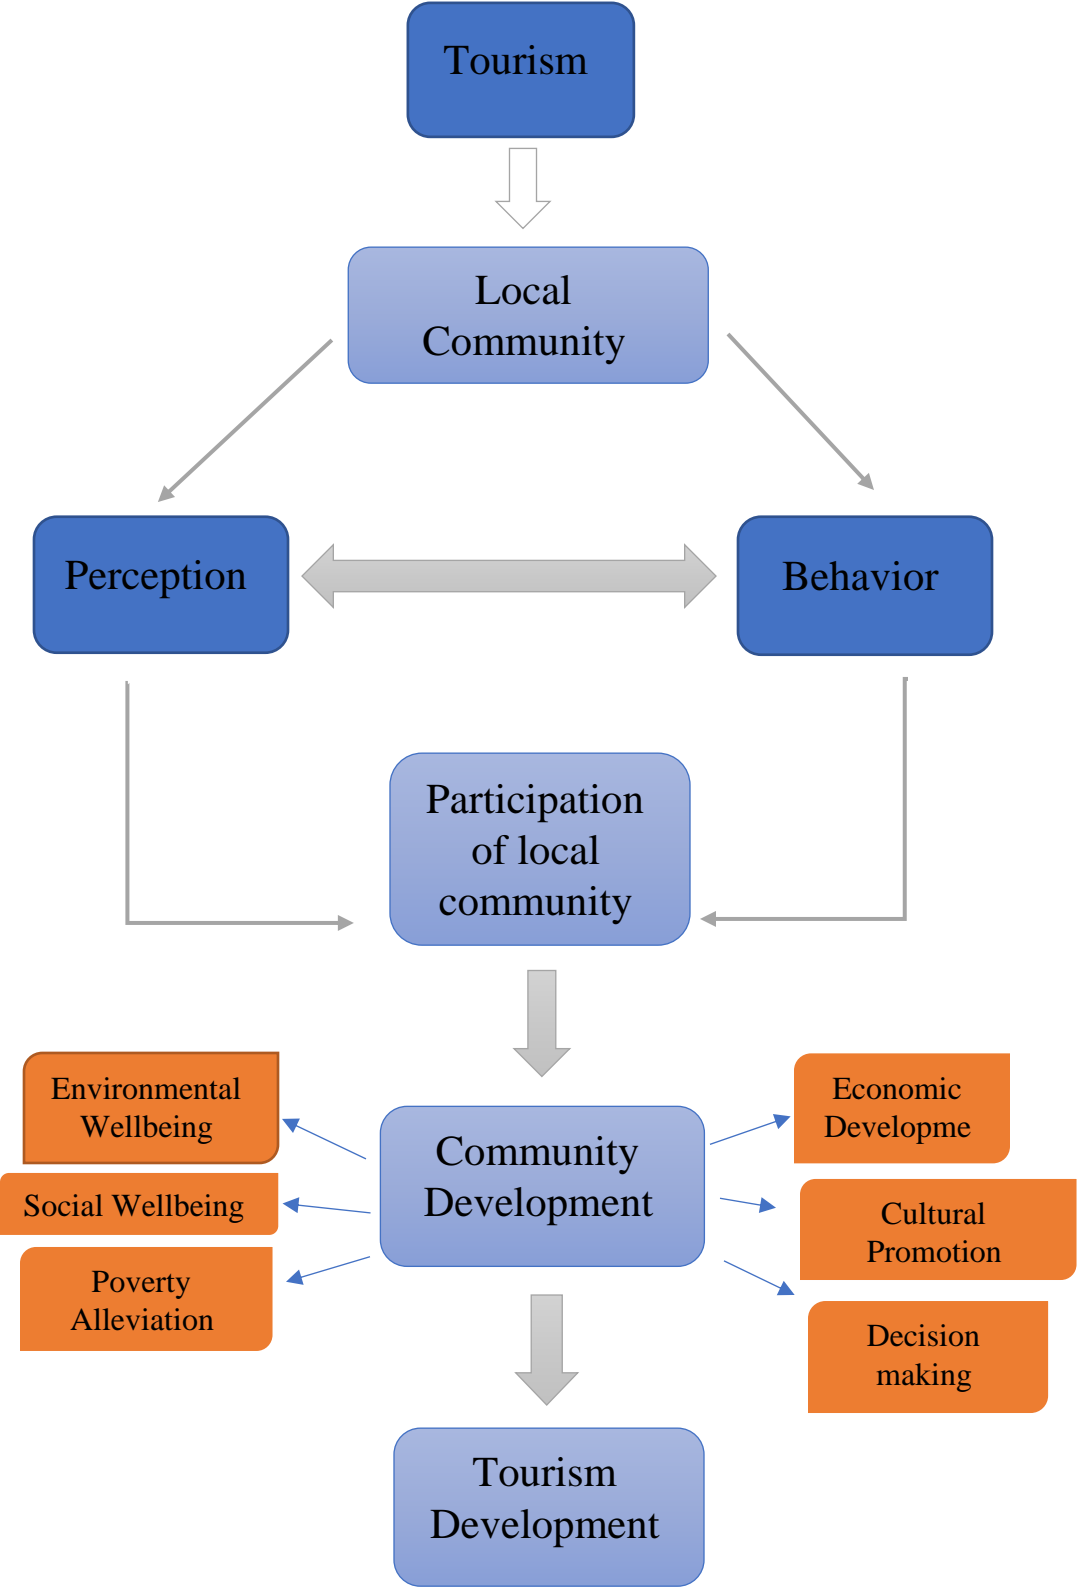 Tourism
Local
Community
Perception
Behavior
Participation
of local
community
Environmental
Wellbeing
Social Wellbeing
Poverty
Alleviation
Community
Development
Economic
Developme
Cultural
Promotion
Decision
making
Tourism
Development